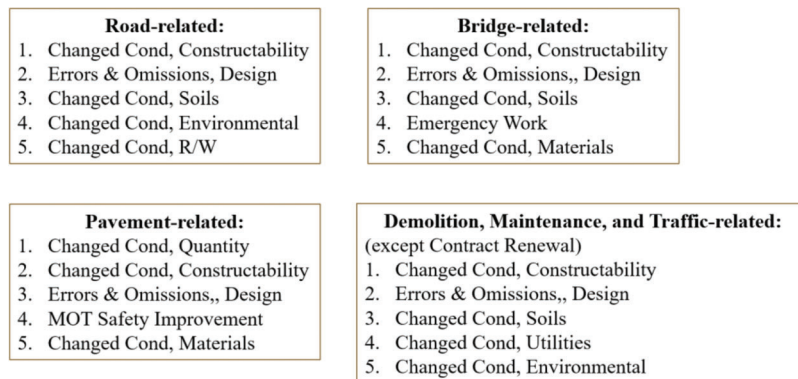 Road-related:
1. Changed Cond, Constructability
2. Errors & Omissions, Design
3. Changed Cond, Soils
4. Changed Cond, Environmental
5. Changed Cond, R/W
Bridge-related:
1. Changed Cond, Constructability
2. Errors & Omissions,, Design
3. Changed Cond, Soils
4. Emergency Work
5. Changed Cond, Materials
Pavement-related:
1. Changed Cond, Quantity
2. Changed Cond, Constructability
3. Errors & Omissions,, Design
4. MOT Safety Improvement
5. Changed Cond, Materials
Demolition, Maintenance, and Traffic-related:
(except Contract Renewal)
1. Changed Cond, Constructability
2. Errors & Omissions,, Design
3. Changed Cond, Soils
4. Changed Cond, Utilities
5. Changed Cond, Environmental